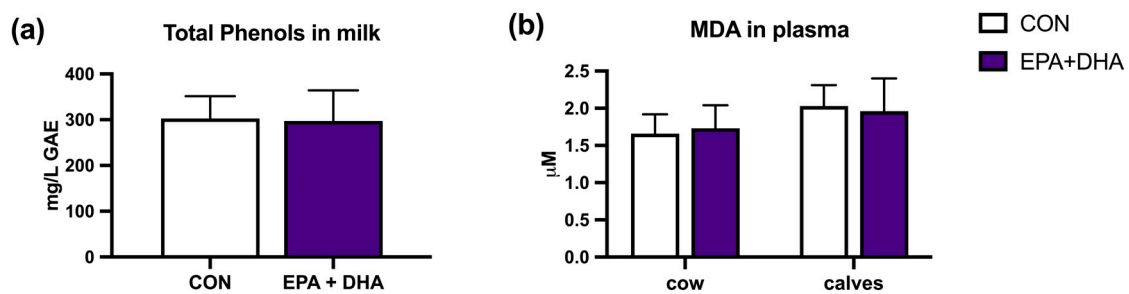 (a)
Total Phenols in milk
mg/L GAE
400
300
200
100
0
CON
EPA + DHA
(b)
MDA in plasma
μM
2.5
2.0
1.5
1.0
0.5
0.0
cow
calves
CON
EPA+DHA